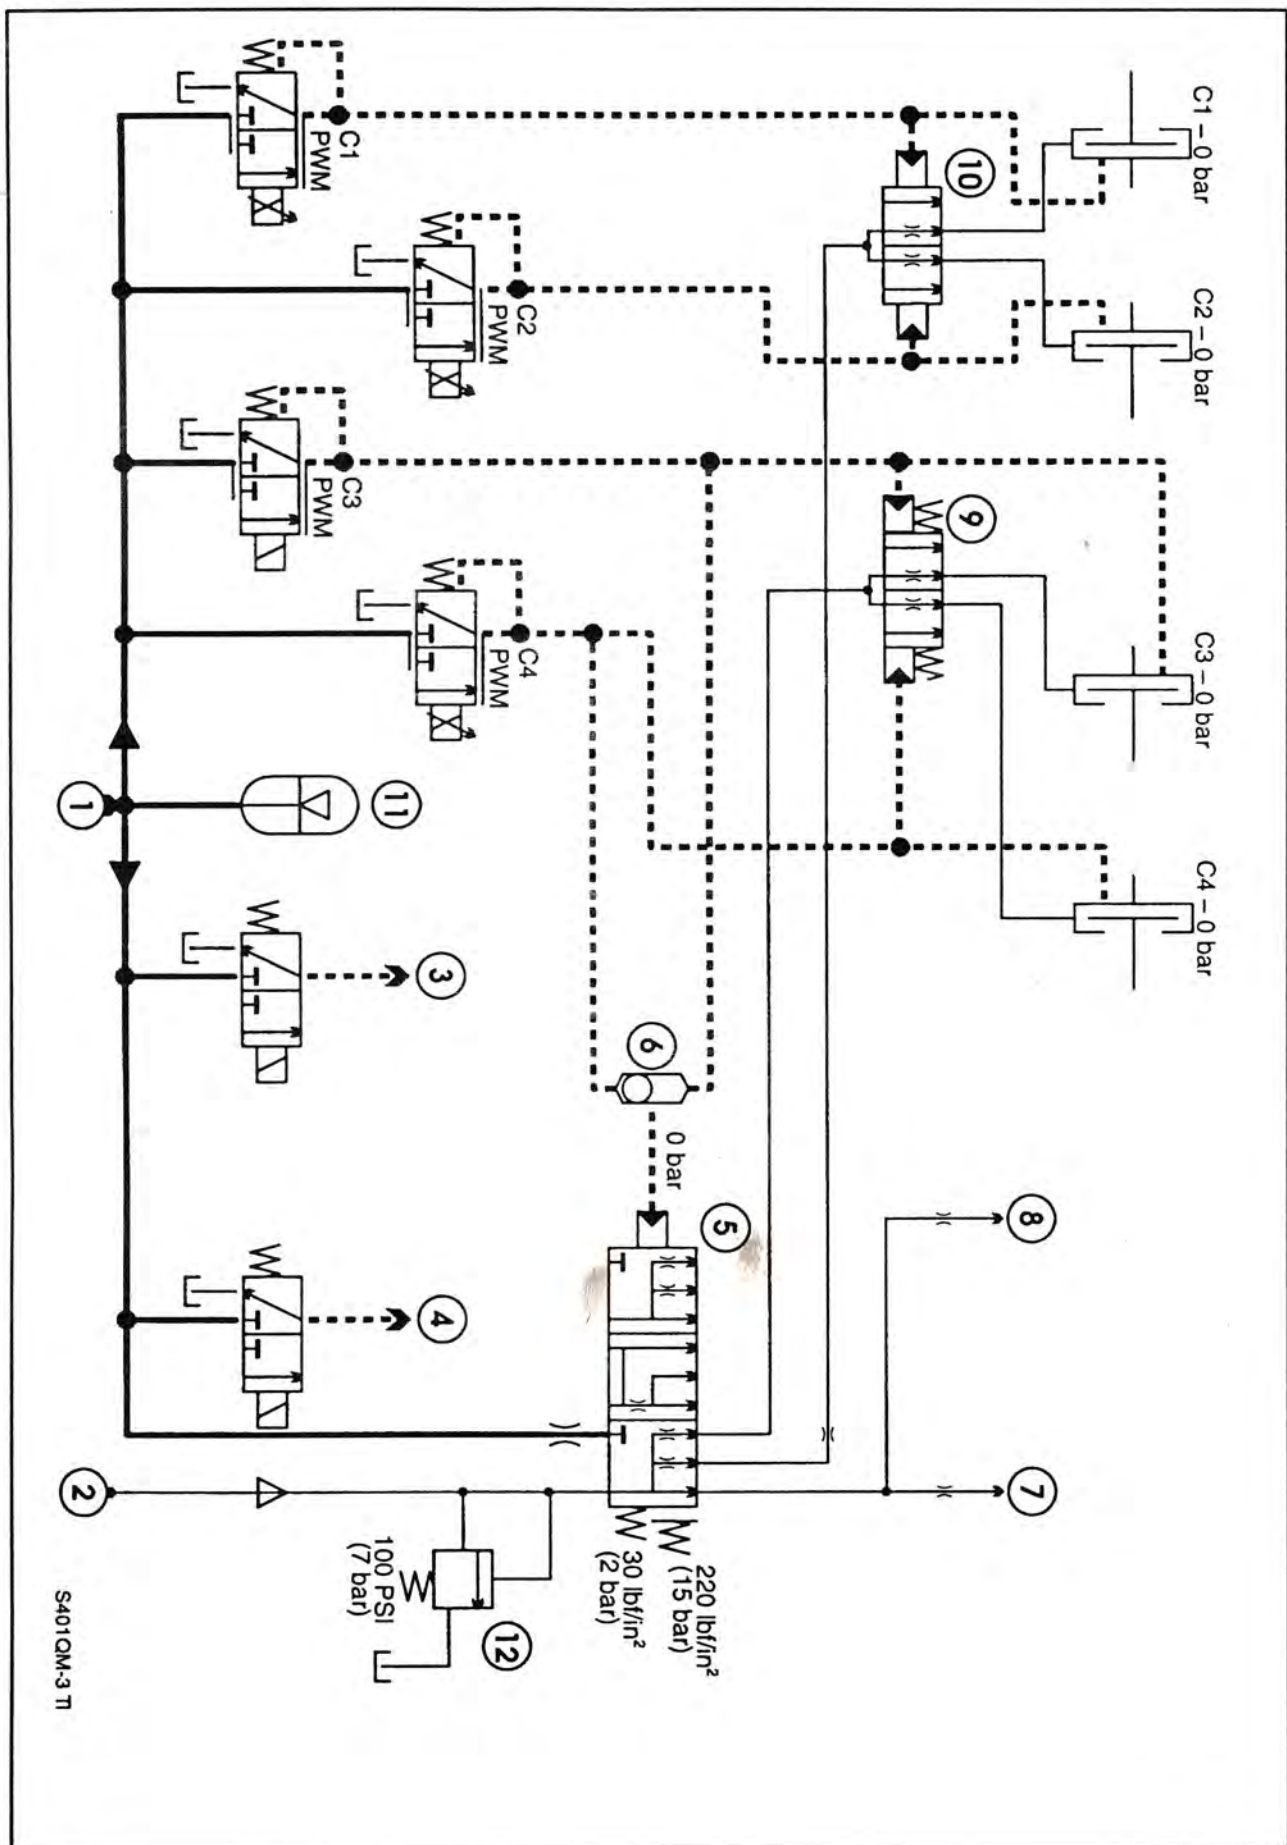 C1 – 0 bar
C2 – 0 bar
C3 – 0 bar
C4 – 0 bar
10
9
8
7
C1
PWM
C2
PWM
C3
PWM
C4
PWM
6
0 bar
5
220 lbf/in²
(15 bar)
30 lbf/in²
(2 bar)
11
3
4
12
100 PSI
(7 bar)
1
2
S401QM-3 TI